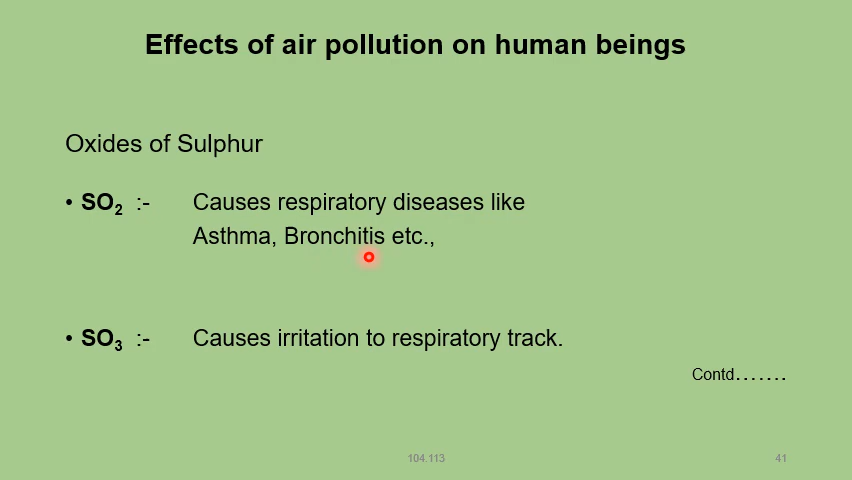 Effects of air pollution on human beings
Oxides of Sulphur
• SO₂ :- Causes respiratory diseases like
Asthma, Bronchitis etc.,
• SO₃ :- Causes irritation to respiratory track.
Contd.......
104.113
41